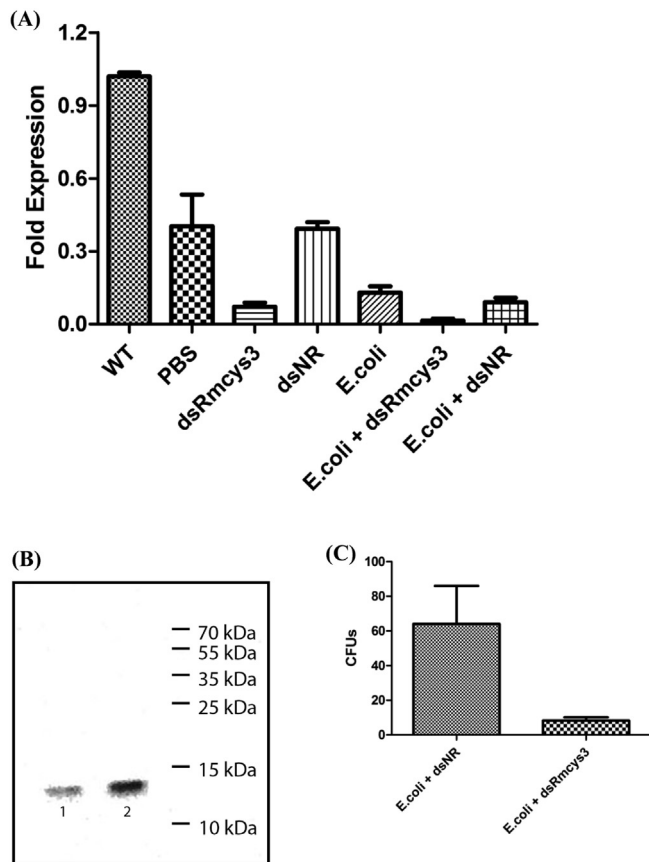 (A)
Fold Expression
1.2
0.9
0.6
0.3
0.0
WT
PBS
dsRmcys3
dsNR
E.coli
E.coli + dsRmcys3
E.coli + dsNR
(B)
70 kDa
55 kDa
35 kDa
25 kDa
15 kDa
10 kDa
1
2
(C)
CFUs
100
80
60
40
20
0
E.coli + dsNR
E.coli + dsRmcys3